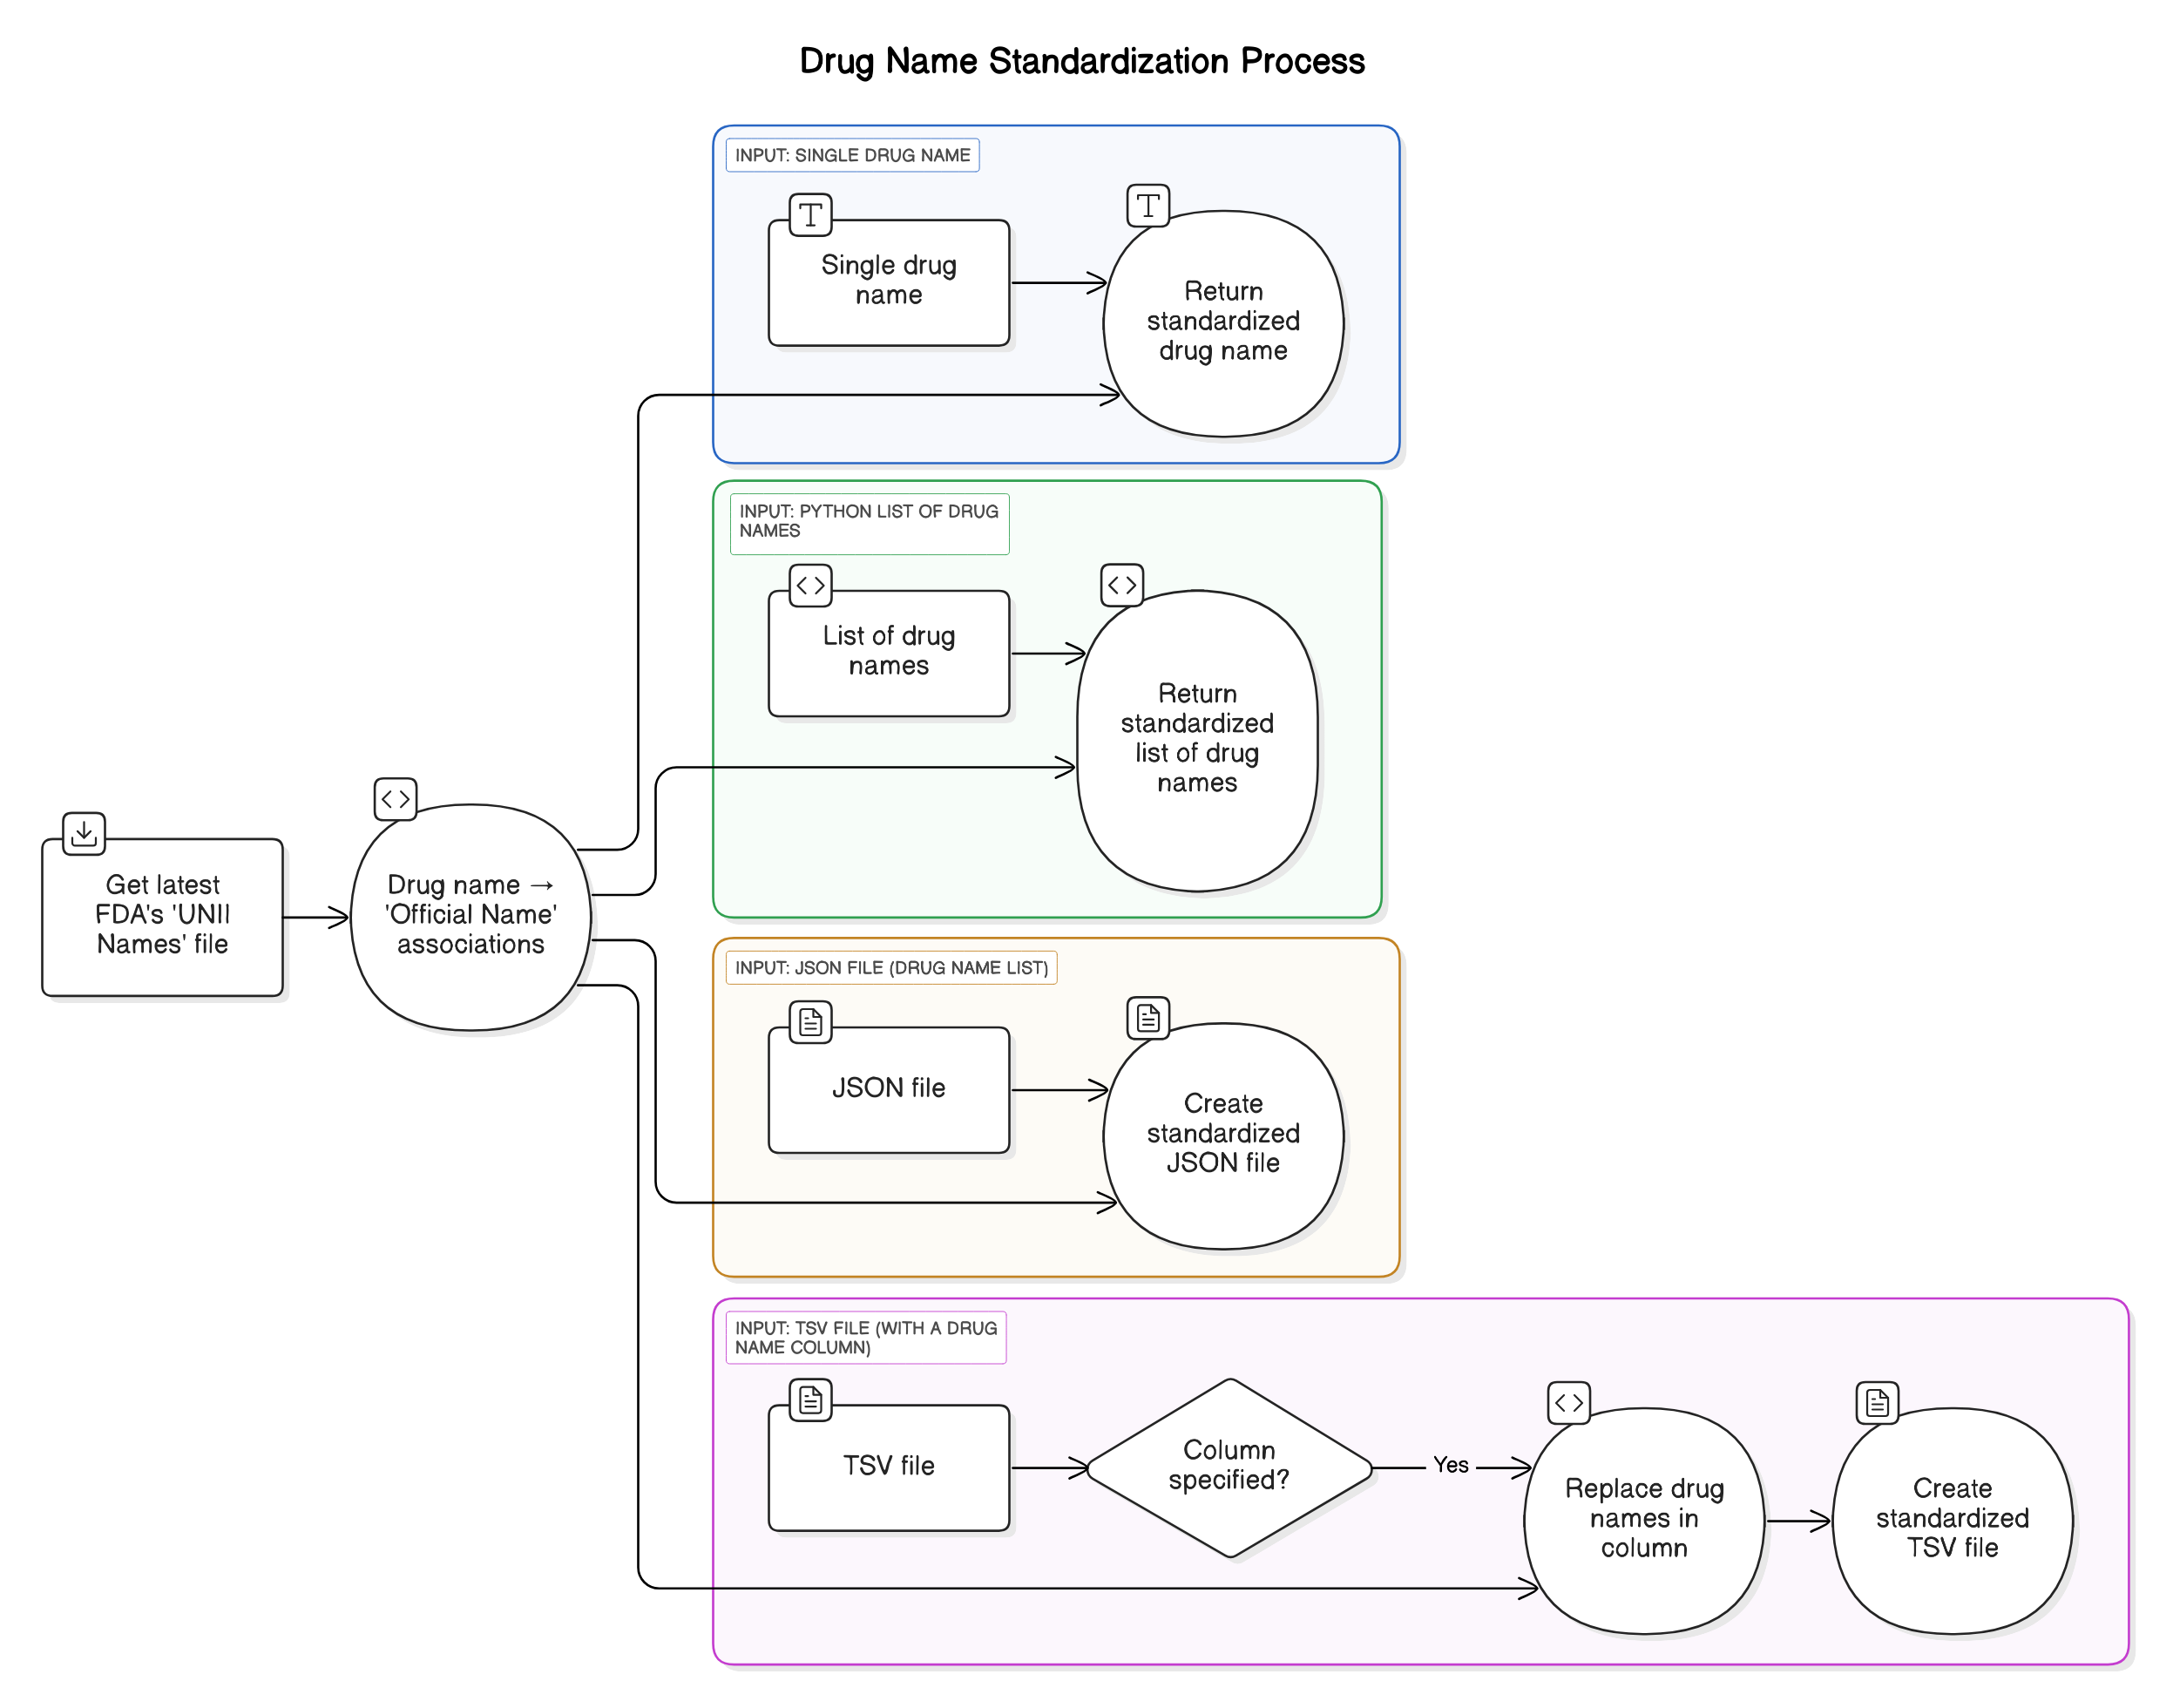 Drug Name Standardization Process
INPUT: SINGLE DRUG NAME
Single drug
name
Return
standardized
drug name
INPUT: PYTHON LIST OF DRUG
NAMES
List of drug
names
Return
standardized
list of drug
names
Get latest
FDA's 'UNII
Names' file
Drug name →
'Official Name'
associations
INPUT: JSON FILE (DRUG NAME LIST)
JSON file
Create
standardized
JSON file
INPUT: TSV FILE (WITH A DRUG
NAME COLUMN)
TSV file
Column
specified?
Yes
Replace drug
names in
column
Create
standardized
TSV file